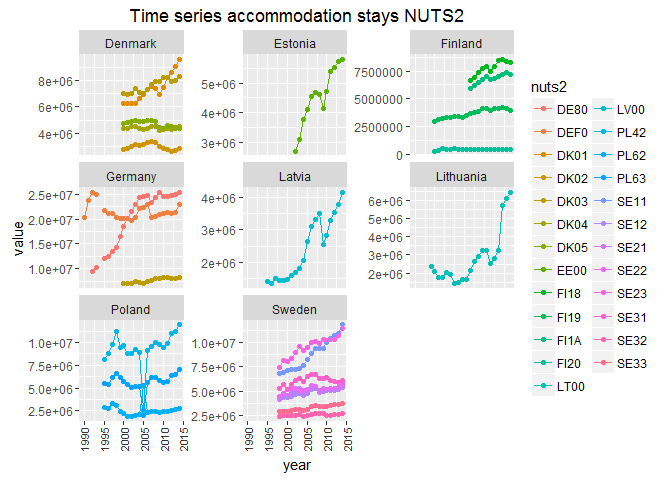 Time series accommodation stays NUTS2
Denmark
Estonia
Finland
8e+06
6e+06
4e+06
5e+06
4e+06
3e+06
7500000
5000000
2500000
0
Germany
Latvia
Lithuania
2.5e+07
2.0e+07
1.5e+07
1.0e+07
4e+06
3e+06
2e+06
6e+06
5e+06
4e+06
3e+06
2e+06
Poland
Sweden
1.0e+07
7.5e+06
5.0e+06
2.5e+06
1.0e+07
7.5e+06
5.0e+06
2.5e+06
1990
1995
2000
2005
2010
2015
1990
1995
2000
2005
2010
2015
1990
1995
2000
2005
2010
2015
value
year
nuts2
DE80
DEF0
DK01
DK02
DK03
DK04
DK05
EE00
FI18
FI19
FI1A
FI20
LT00
LV00
PL42
PL62
PL63
SE11
SE12
SE21
SE22
SE23
SE31
SE32
SE33